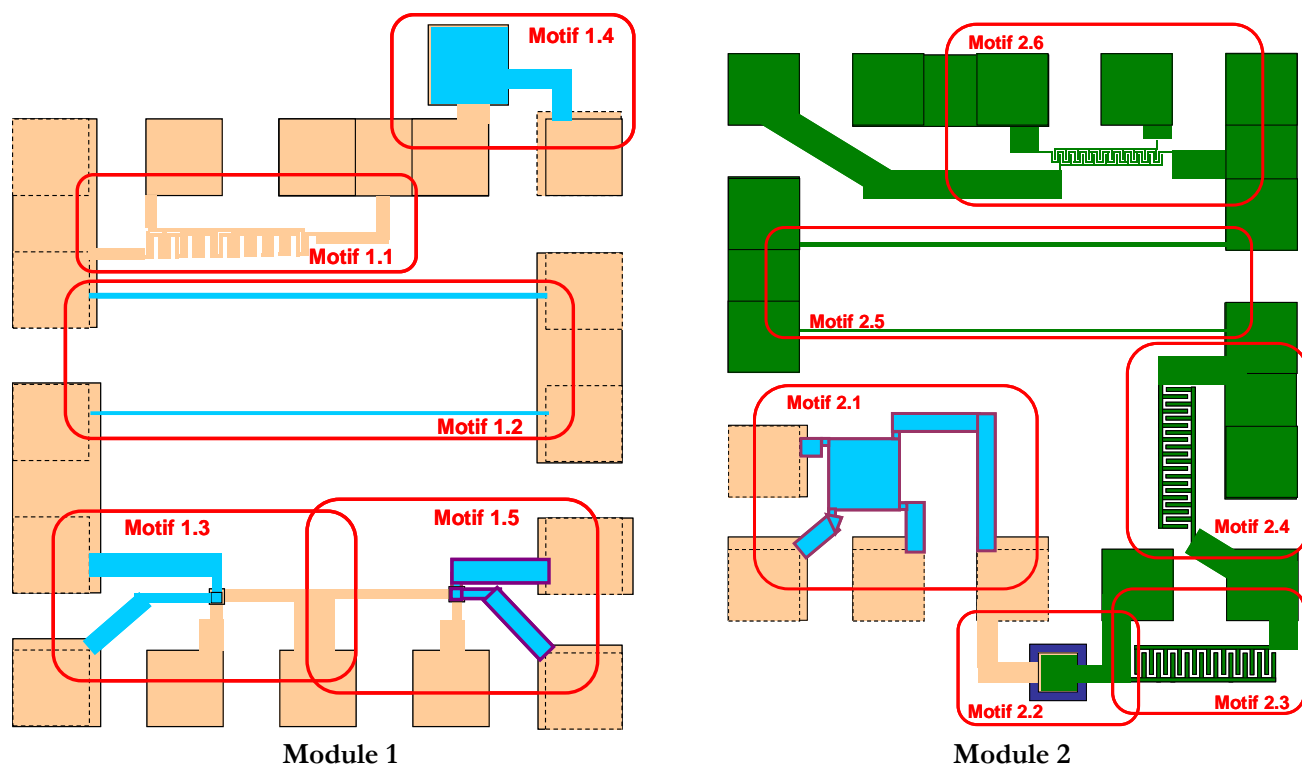 Motif 1.4
Motif 1.1
Motif 1.2
Motif 1.3
Motif 1.5
Module 1
Motif 2.6
Motif 2.5
Motif 2.1
Motif 2.4
Motif 2.2
Motif 2.3
Module 2